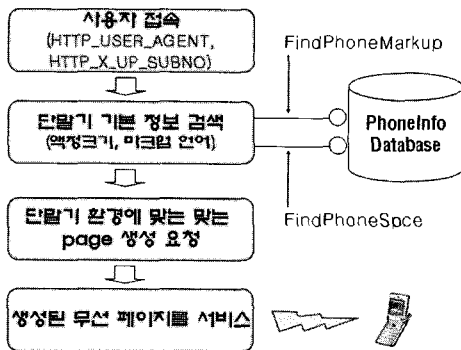 사용자 접속
(HTTP_USER_AGENT,
HTTP_X_UP_SUBNO)
FindPhoneMarkup
단말기 기본 정보 검색
(액정크기, 마크업 언어)
PhoneInfo
Database
단말기 환경에 맞는 맞는
page 생성 요청
FindPhoneSpce
생성된 무선 페이지를 서비스